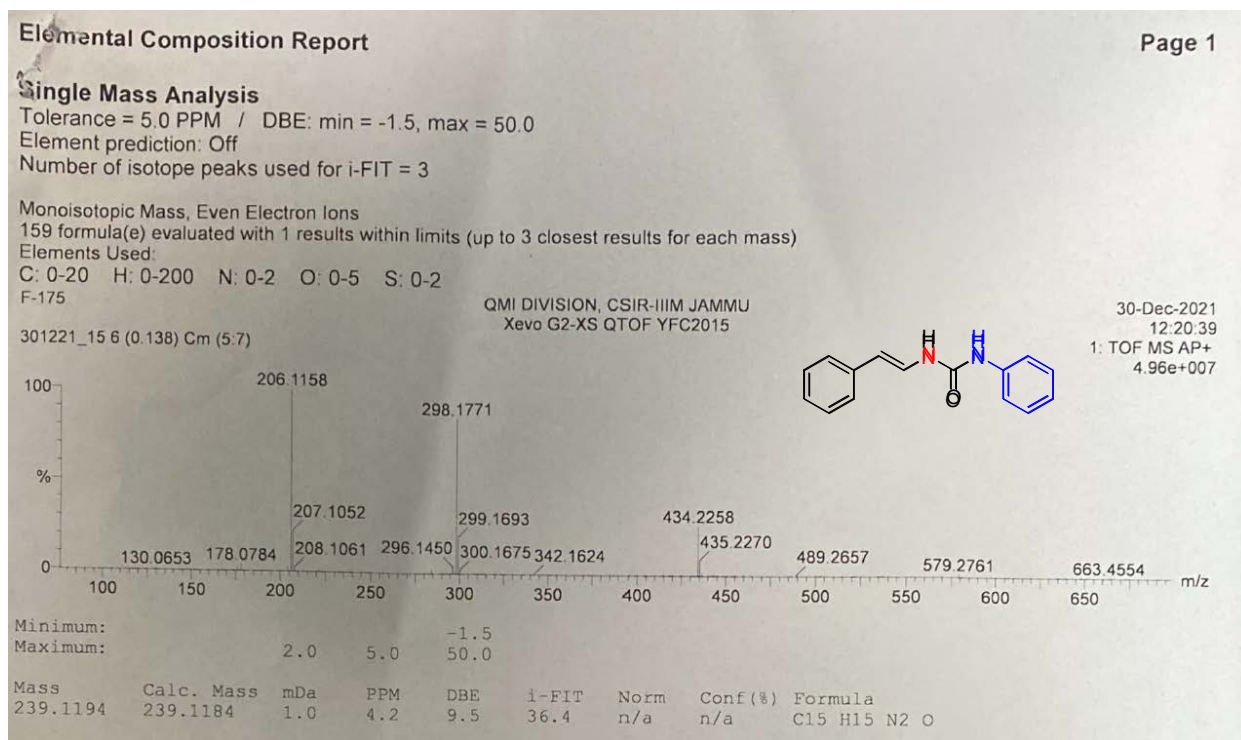 Elemental Composition Report
Page 1
Single Mass Analysis
Tolerance = 5.0 PPM / DBE: min = -1.5, max = 50.0
Element prediction: Off
Number of isotope peaks used for i-FIT = 3
Monoisotopic Mass, Even Electron Ions
159 formula(e) evaluated with 1 results within limits (up to 3 closest results for each mass)
Elements Used:
C: 0-20 H: 0-200 N: 0-2 O: 0-5 S: 0-2
F-175
QMI DIVISION, CSIR-IIIM JAMMU
30-Dec-2021
Xevo G2-XS QTOF YFC2015
12:20:39
301221_15 6 (0.138) Cm (5:7)
1: TOF MS AP+
4.96e+007
H H
N N
O
100
206.1158
298.1771
%
207.1052
299.1693
434.2258
435.2270
130.0653
178.0784
208.1061
296.1450
300.1675
342.1624
489.2657
579.2761
663.4554
0
m/z
100 150 200 250 300 350 400 450 500 550 600 650
Minimum: -1.5
Maximum: 2.0 5.0 50.0
Mass Calc. Mass mDa PPM DBE i-FIT Norm Conf(%) Formula
239.1194 239.1184 1.0 4.2 9.5 36.4 n/a n/a C15 H15 N2 O